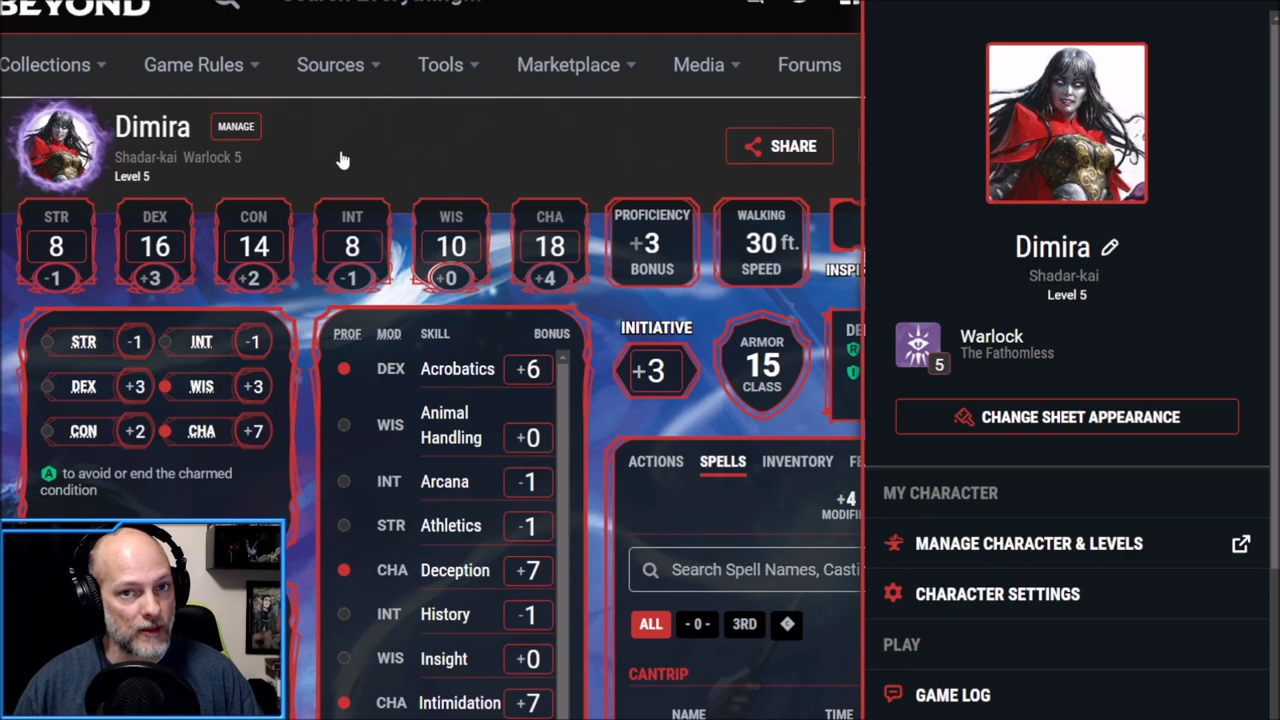 BEYOND
Collections
Game Rules
Sources
Tools
Marketplace
Media
Forums
Dimira
MANAGE
Shadar-kai Warlock 5
Level 5
SHARE
STR
8
-1
DEX
16
+3
CON
14
+2
INT
8
-1
WIS
10
+0
CHA
18
+4
PROFICIENCY
+3
BONUS
WALKING
30 ft.
SPEED
STR -1
INT -1
DEX +3
WIS +3
CON +2
CHA +7
A to avoid or end the charmed
condition
PROF MOD SKILL BONUS
DEX Acrobatics +6
WIS Animal
Handling +0
INT Arcana -1
STR Athletics -1
CHA Deception +7
INT History -1
WIS Insight +0
CHA Intimidation +7
INITIATIVE
+3
ARMOR
15
CLASS
ACTIONS SPELLS INVENTORY
+4
Search Spell Names,
ALL - 0 - 3RD
CANTRIP
NAME TIME
Dimira
Shadar-kai
Level 5
5
Warlock
The Fathomless
CHANGE SHEET APPEARANCE
MY CHARACTER
MANAGE CHARACTER & LEVELS
CHARACTER SETTINGS
PLAY
GAME LOG